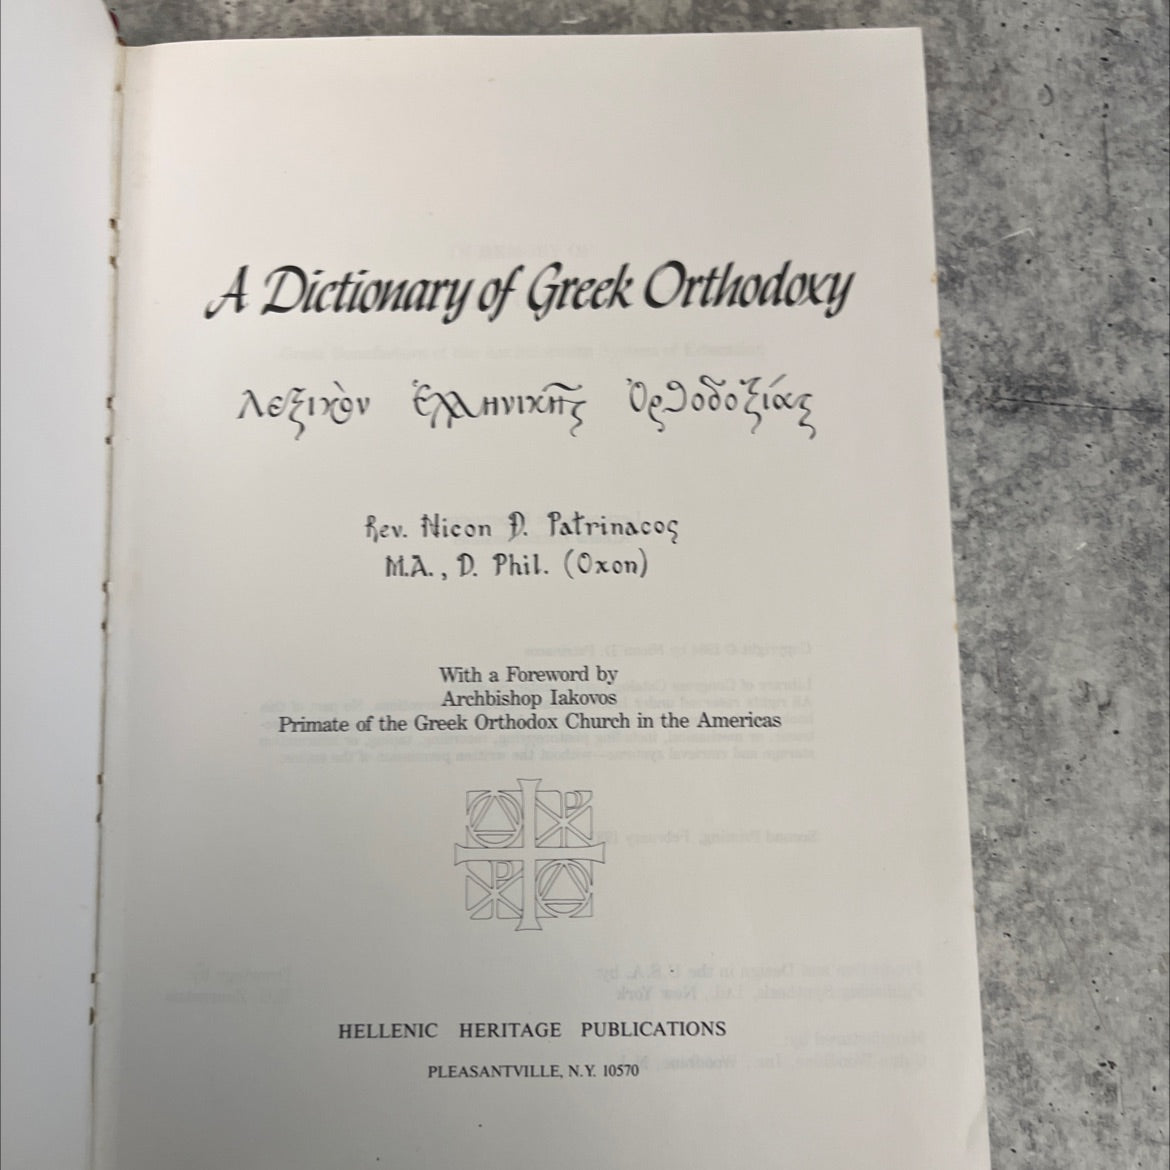 A Dictionary of Greek Orthodoxy
Λεξικὸν Ἑλληνικῆς Ὀρθοδοξίας
Rev. Nicon D. Patrinacos
M.A., D. Phil. (Oxon)
With a Foreword by
Archbishop Iakovos
Primate of the Greek Orthodox Church in the Americas
HELLENIC HERITAGE PUBLICATIONS
PLEASANTVILLE, N.Y. 10570